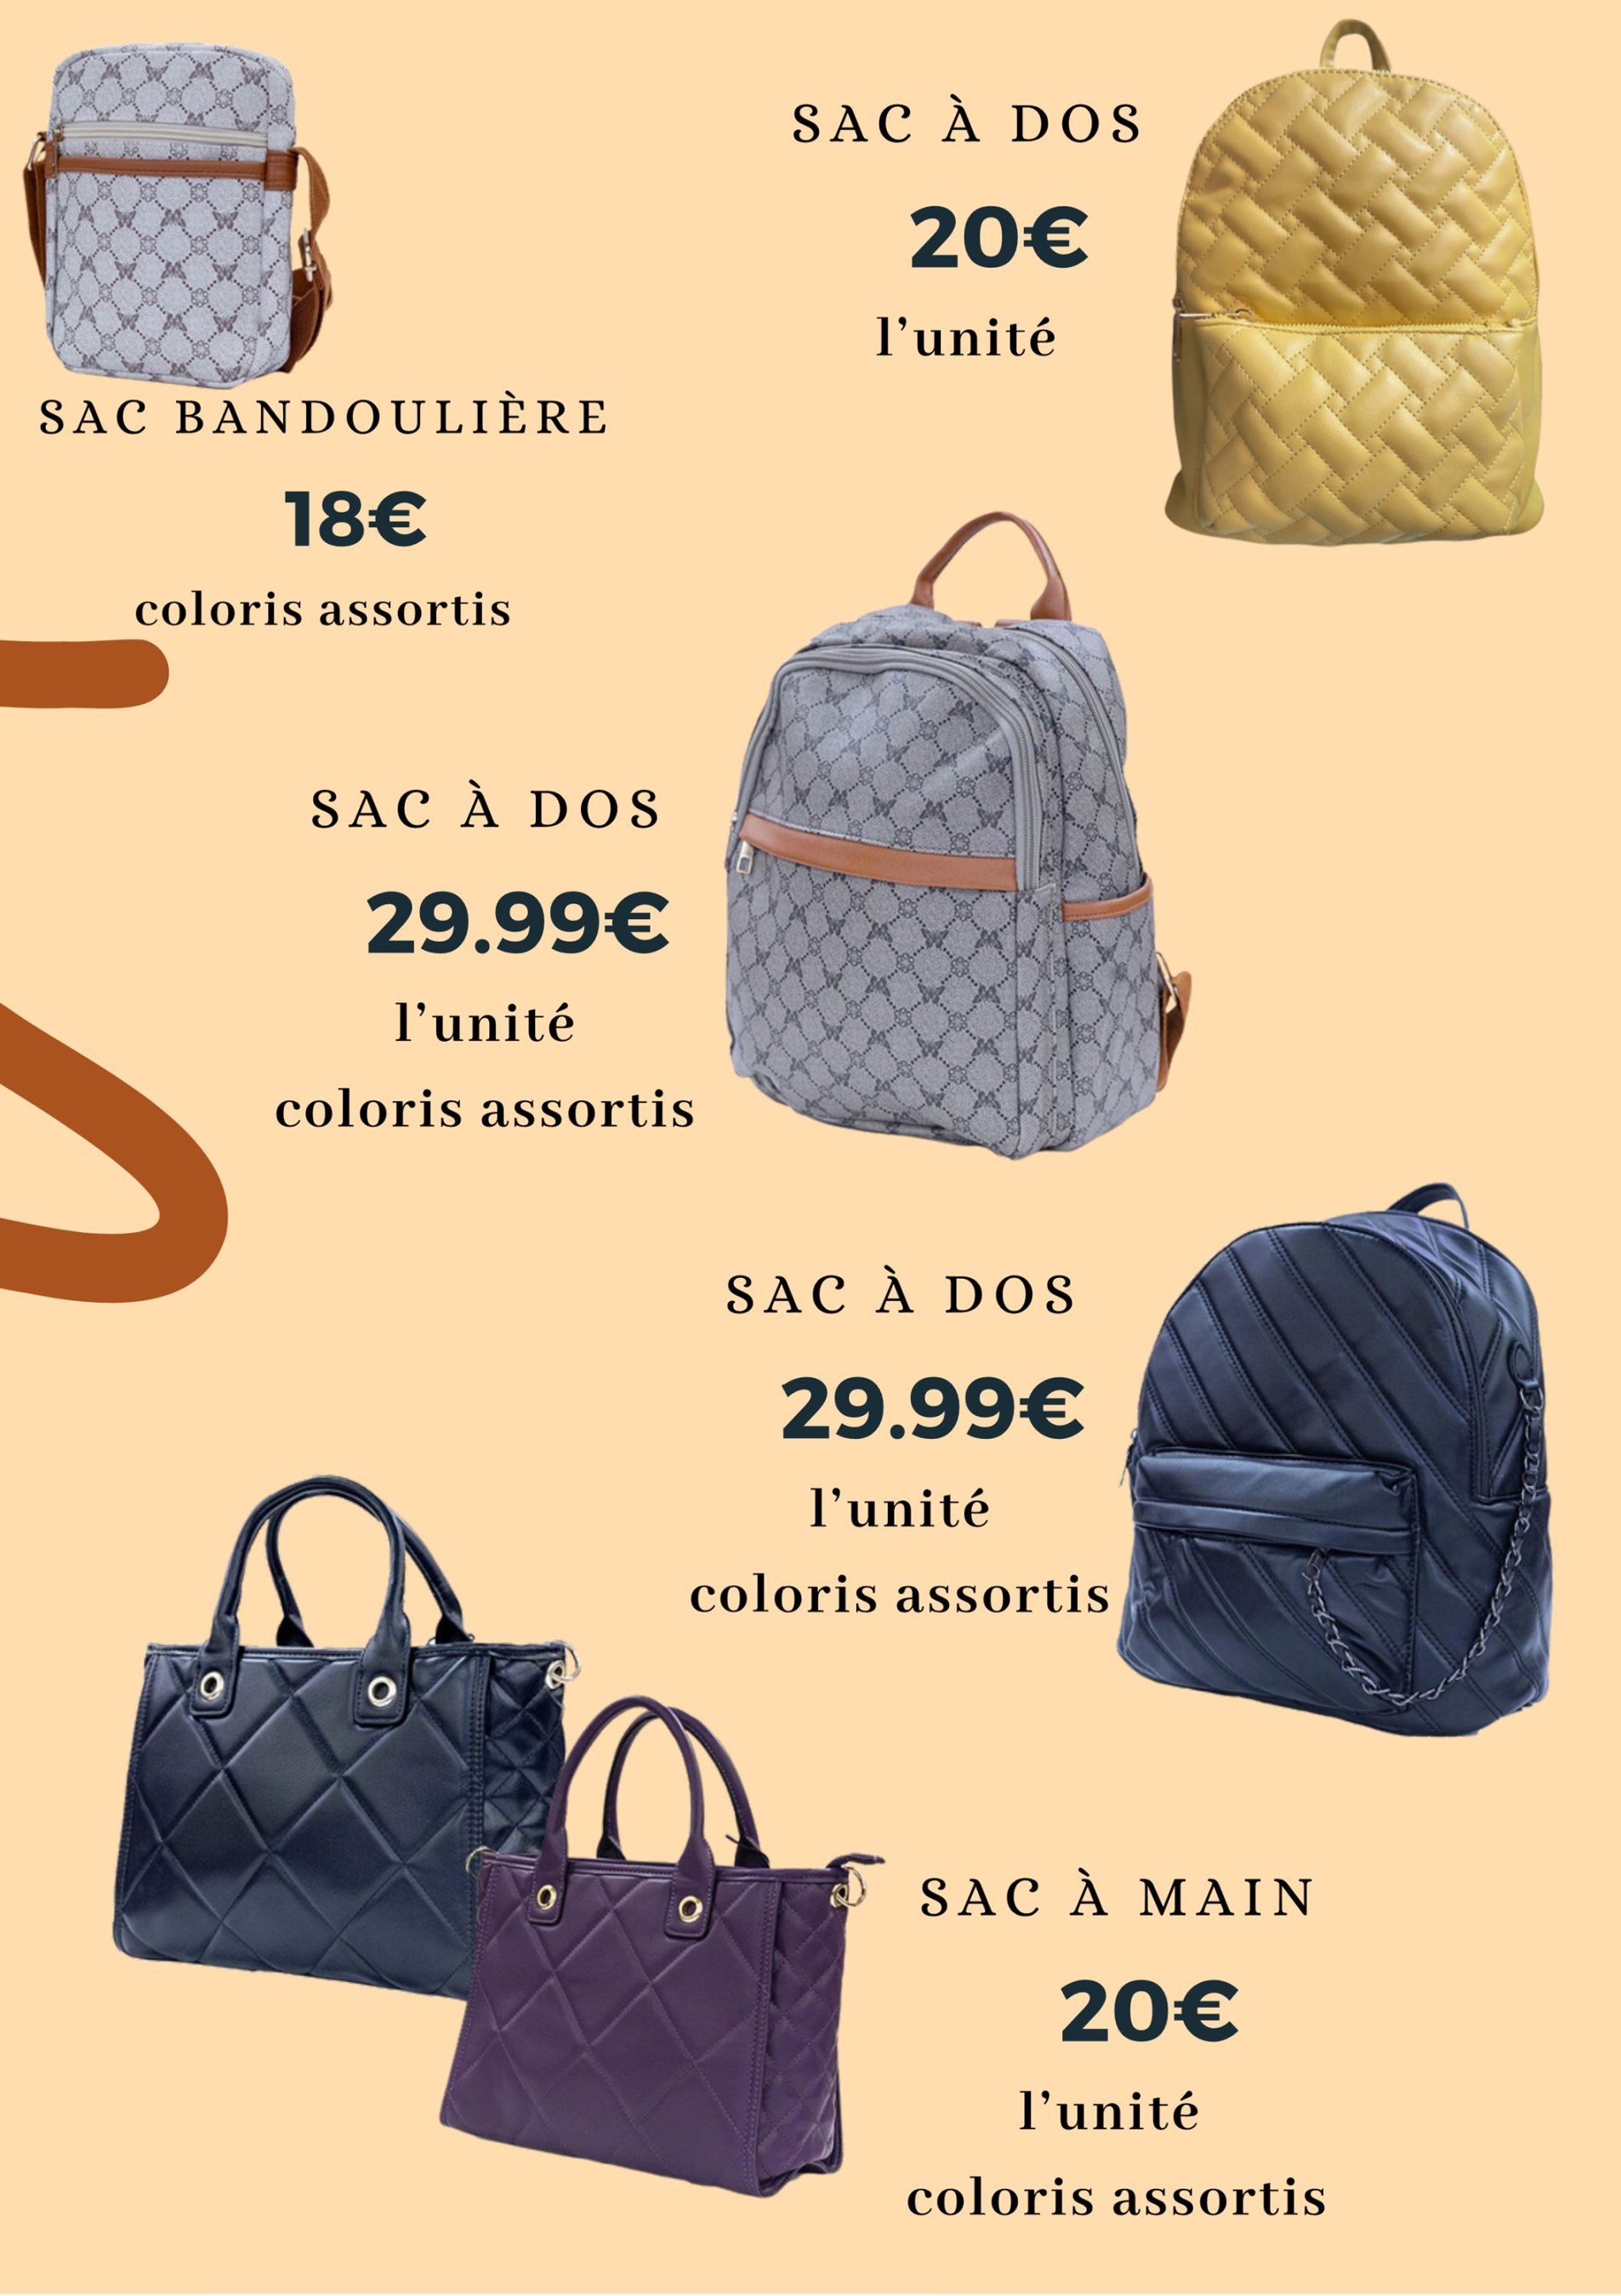 SAC À DOS
20€
l'unité
SAC BANDOULIÈRE
18€
coloris assortis
SAC À DOS
29.99€
l'unité
coloris assortis
SAC À DOS
29.99€
l'unité
coloris assortis
SAC À MAIN
20€
l'unité
coloris assortis